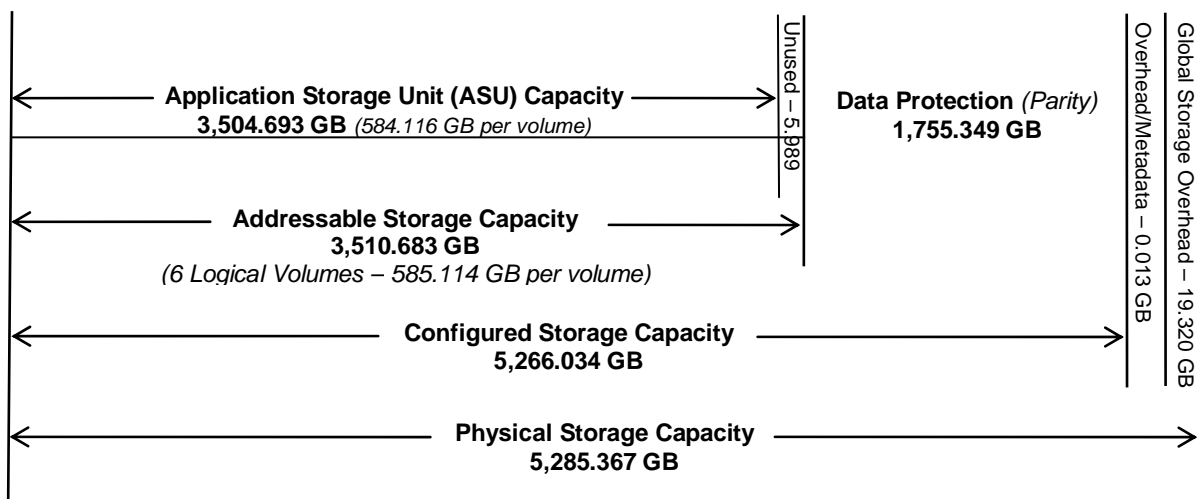 Application Storage Unit (ASU) Capacity
3,504.693 GB (584.116 GB per volume)
Unused – 5.989
Data Protection (Parity)
1,755.349 GB
Overhead/Metadata – 0.013 GB
Global Storage Overhead – 19.320 GB
Addressable Storage Capacity
3,510.683 GB
(6 Logical Volumes – 585.114 GB per volume)
Configured Storage Capacity
5,266.034 GB
Physical Storage Capacity
5,285.367 GB